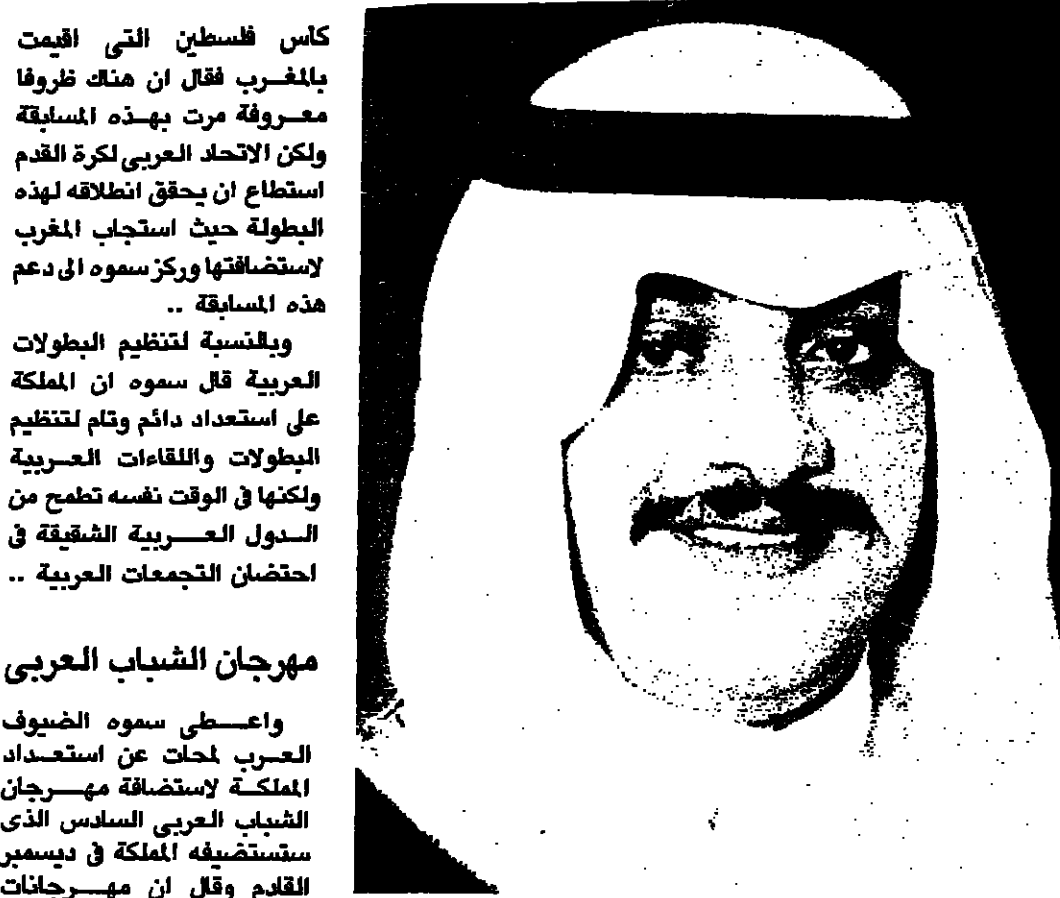 كأس فلسطين التى اقيمت
بالمغرب فقال ان هناك ظروفا
معروفة مرت بهذه المسابقة
ولكن الاتحاد العربى لكرة القدم
استطاع ان يحقق انطلاقه لهذه
البطولة حيث استجاب المغرب
لاستضافتها وركز سموه الى دعم
هذه المسابقة ..
وبالنسبة لتنظيم البطولات
العربية قال سموه ان المملكة
على استعداد دائم وتام لتنظيم
البطولات واللقاءات العربية
ولكنها فى الوقت نفسه تطمح من
الدول العربية الشقيقة فى
احتضان التجمعات العربية ..
مهرجان الشباب العربى
واعطى سموه الضيوف
العرب لمحات عن استعداد
المملكة لاستضافة مهرجان
الشباب العربى السادس الذى
ستستضيفه المملكة فى ديسمبر
القادم وقال ان مهرجانات